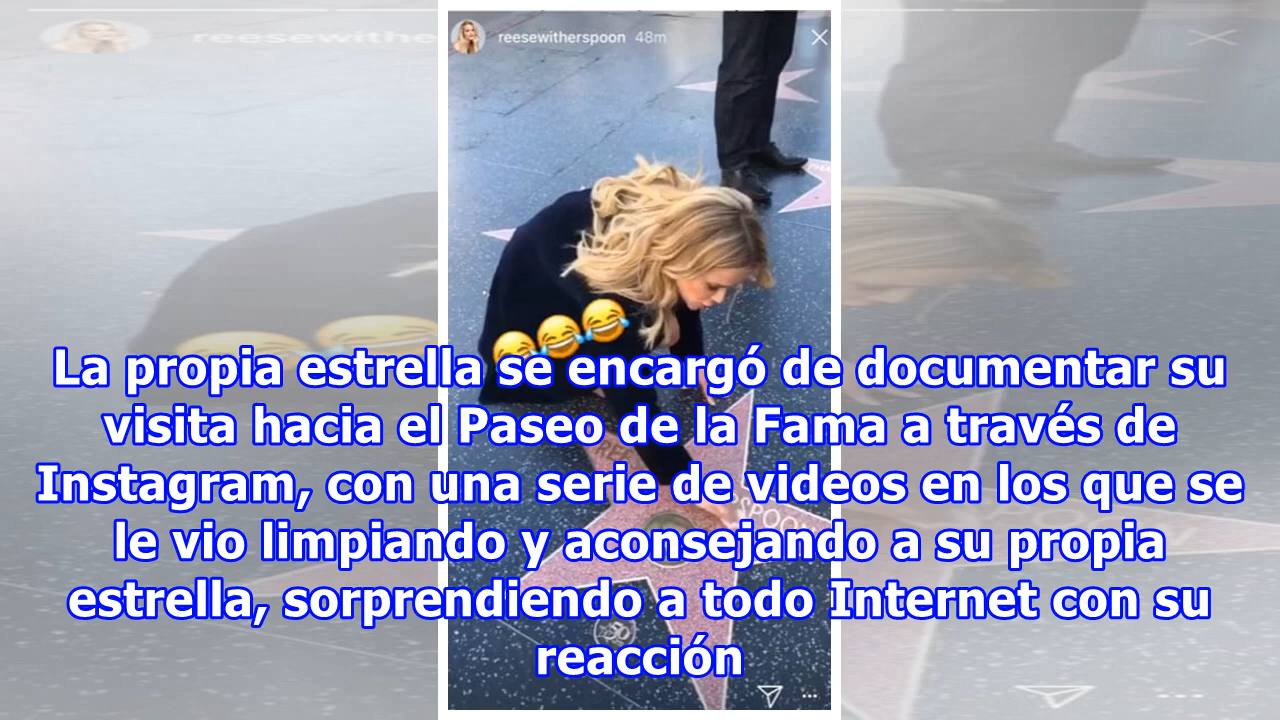 reesewitherspoon 48m
La propia estrella se encargó de documentar su
visita hacia el Paseo de la Fama a través de
Instagram, con una serie de videos en los que se
le vio limpiando y aconsejando a su propia
estrella, sorprendiendo a todo Internet con su
reacción